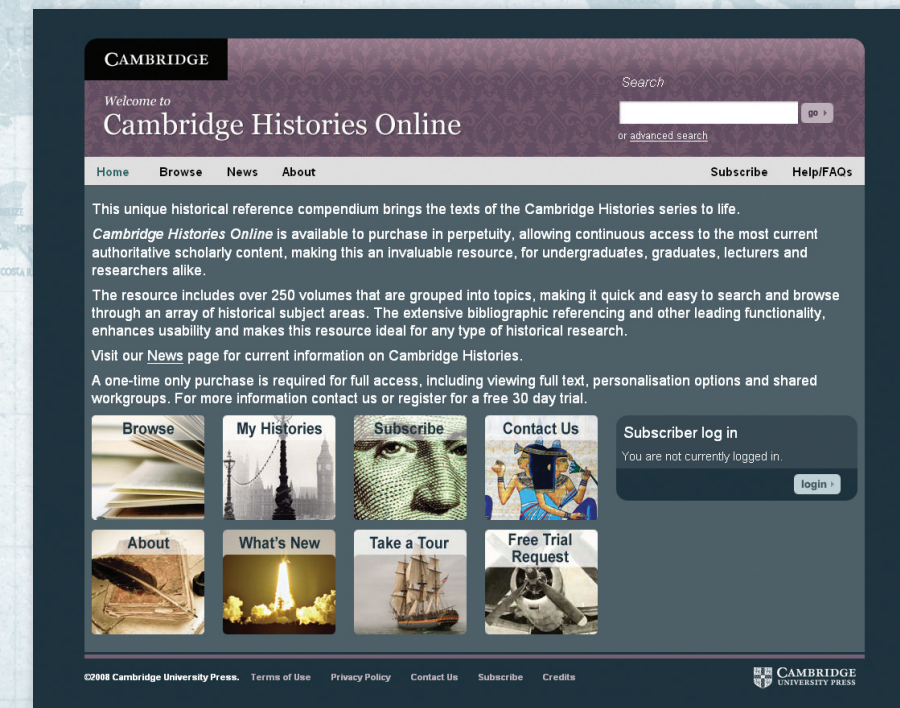 CAMBRIDGE
Welcome to
Cambridge Histories Online
Search
go
or advanced search
Home Browse News About Subscribe Help/FAQs
This unique historical reference compendium brings the texts of the Cambridge Histories series to life.
Cambridge Histories Online is available to purchase in perpetuity, allowing continuous access to the most current
authoritative scholarly content, making this an invaluable resource, for undergraduates, graduates, lecturers and
researchers alike.
The resource includes over 250 volumes that are grouped into topics, making it quick and easy to search and browse
through an array of historical subject areas. The extensive bibliographic referencing and other leading functionality,
enhances usability and makes this resource ideal for any type of historical research.
Visit our News page for current information on Cambridge Histories.
A one-time only purchase is required for full access, including viewing full text, personalisation options and shared
workgroups. For more information contact us or register for a free 30 day trial.
Browse My Histories Subscribe Contact Us
Subscriber log in
You are not currently logged in.
login
About What's New Take a Tour Free Trial
Request
©2008 Cambridge University Press. Terms of Use Privacy Policy Contact Us Subscribe Credits
CAMBRIDGE
UNIVERSITY PRESS